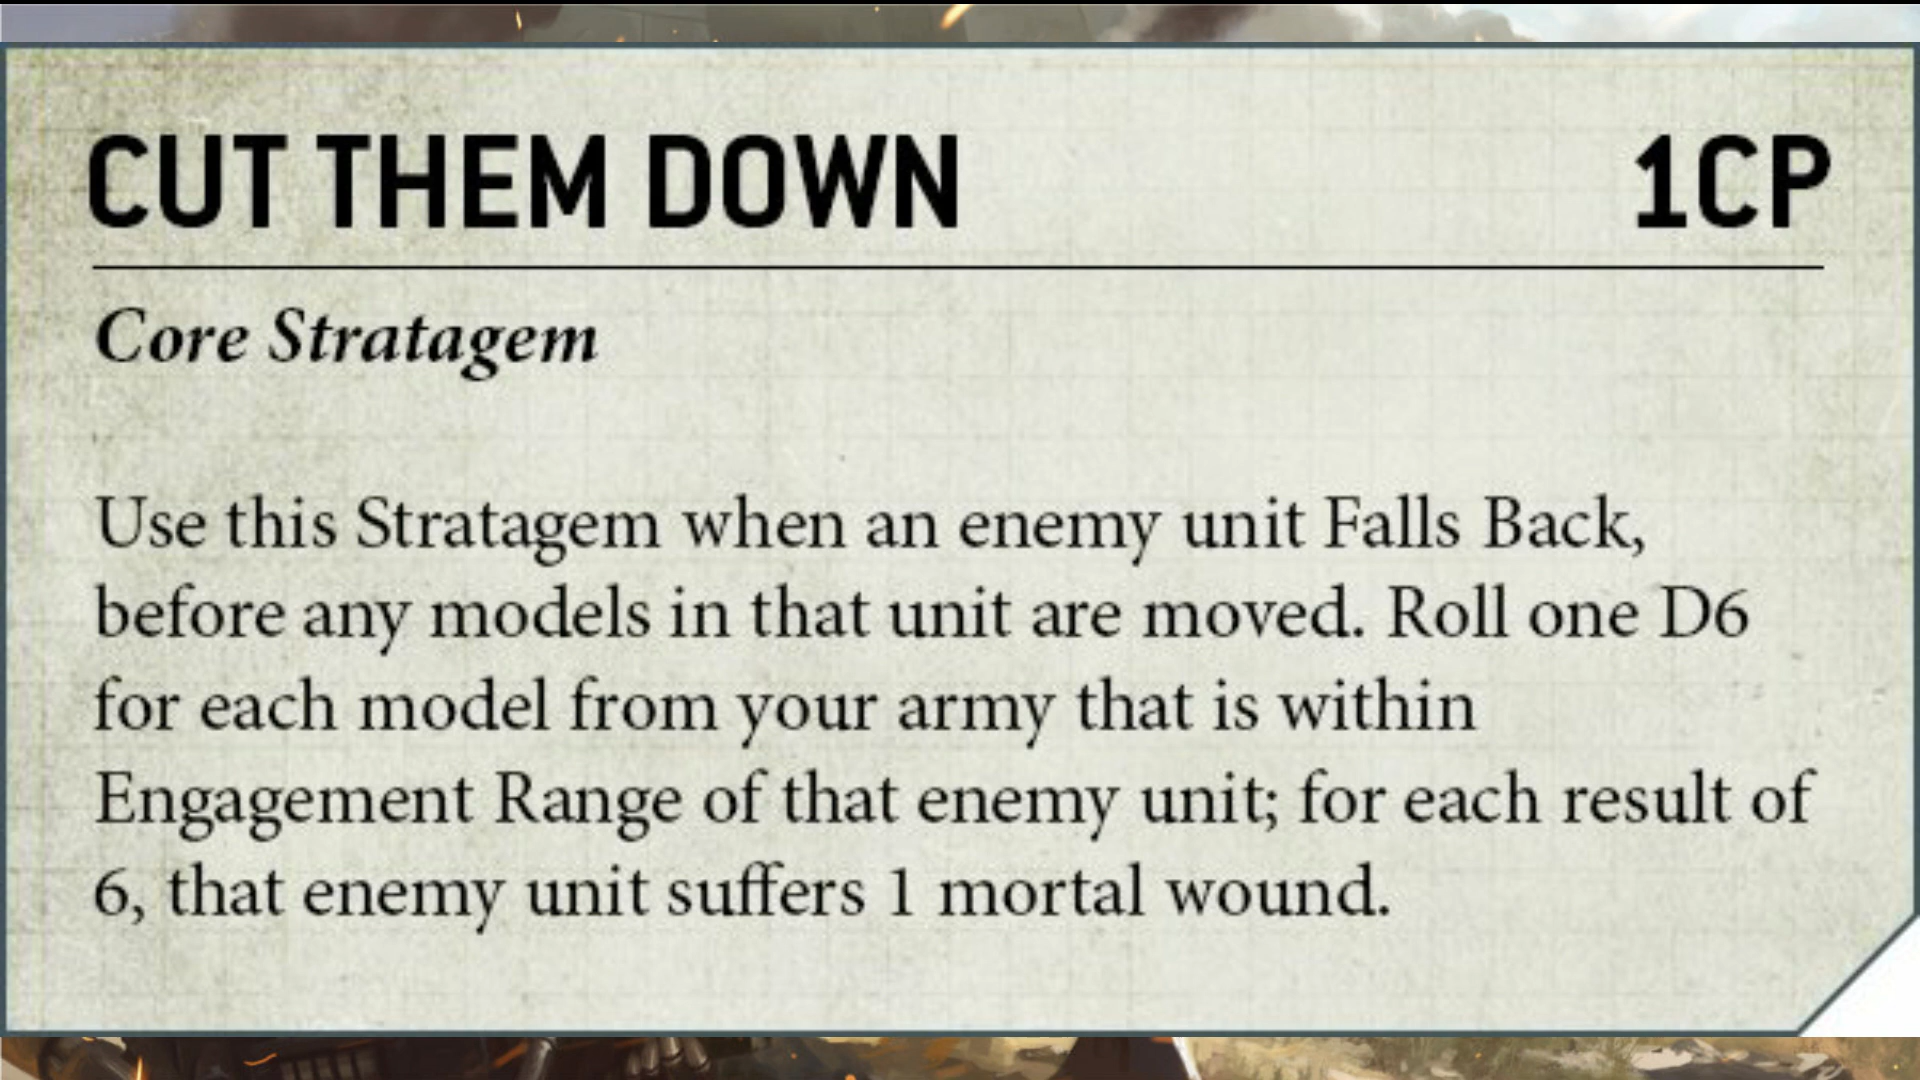 CUT THEM DOWN 1CP
Core Stratagem
Use this Stratagem when an enemy unit Falls Back,
before any models in that unit are moved. Roll one D6
for each model from your army that is within
Engagement Range of that enemy unit; for each result of
6, that enemy unit suffers 1 mortal wound.